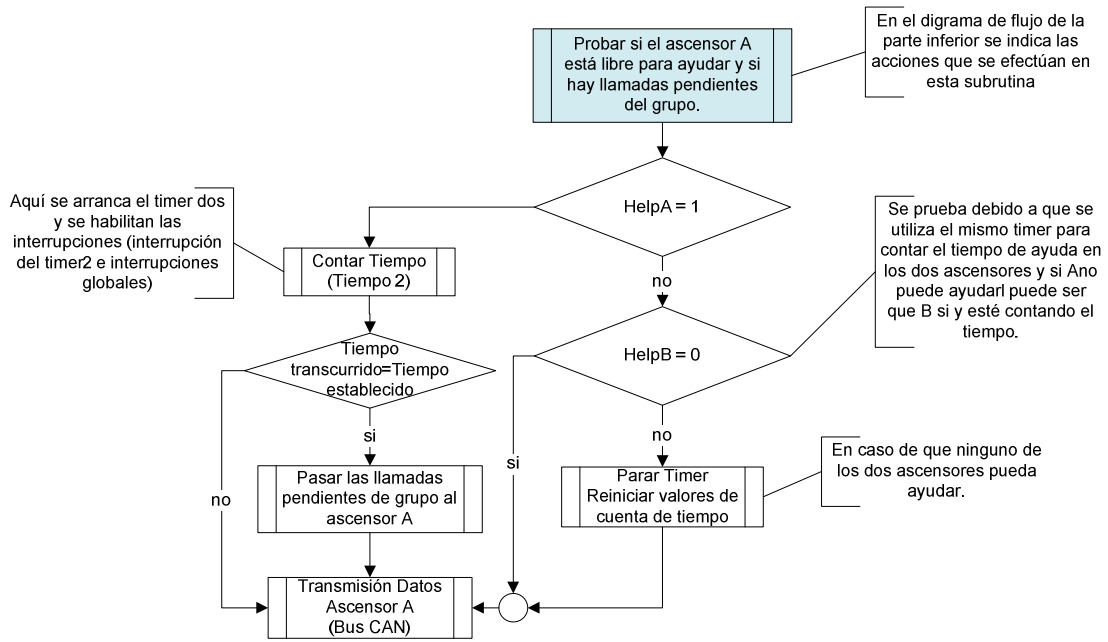 Probar si el ascensor A
está libre para ayudar y si
hay llamadas pendientes
del grupo.
En el digrama de flujo de la
parte inferior se indica las
acciones que se efectúan en
esta subrutina
HelpA = 1
Aquí se arranca el timer dos
y se habilitan las
interrupciones (interrupción
del timer2 e interrupciones
globales)
Contar Tiempo
(Tiempo 2)
no
Se prueba debido a que se
utiliza el mismo timer para
contar el tiempo de ayuda en
los dos ascensores y si Ano
puede ayudarl puede ser
que B si y esté contando el
tiempo.
HelpB = 0
Tiempo
transcurrido=Tiempo
establecido
si
no
si
no
Pasar las llamadas
pendientes de grupo al
ascensor A
Parar Timer
Reiniciar valores de
cuenta de tiempo
En caso de que ninguno de
los dos ascensores pueda
ayudar.
Transmisión Datos
Ascensor A
(Bus CAN)